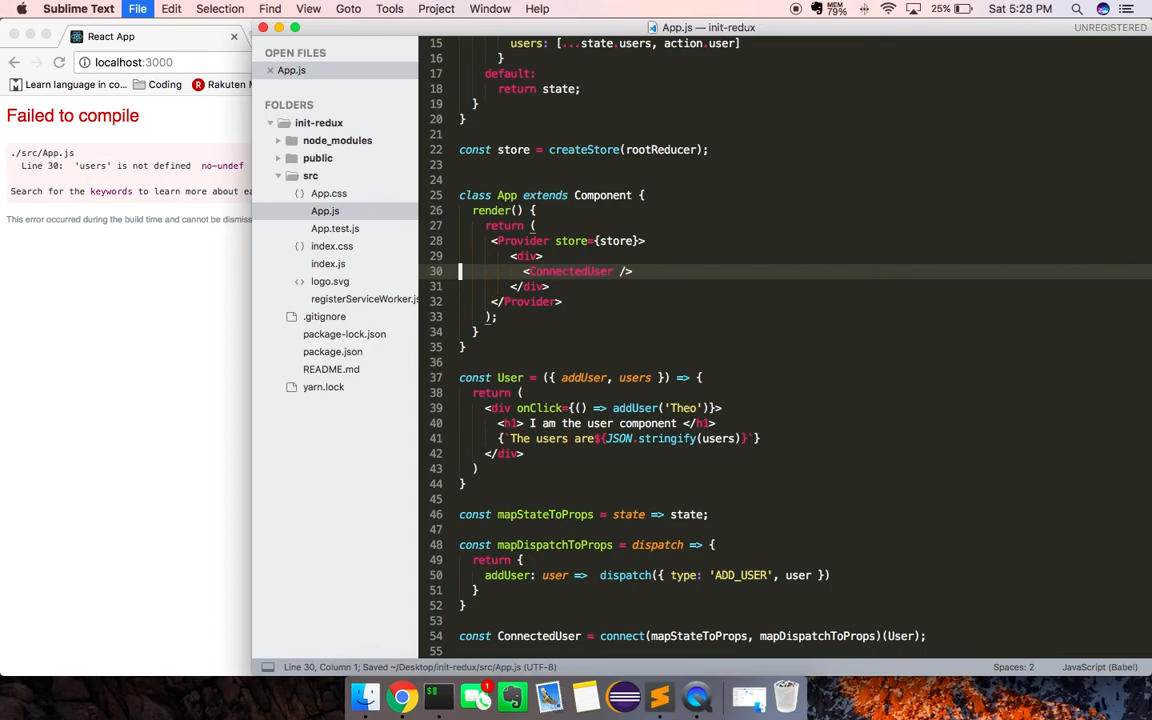 Sublime Text File Edit Selection Find View Goto Tools Project Window Help MEM 79% 25% Sat 5:28 PM
React App
App.js — init-redux
UNREGISTERED
localhost:3000
Learn language in co... Coding Rakuten
Failed to compile
./src/App.js
Line 30: 'users' is not defined no-undef
Search for the keywords to learn more about ea
This error occurred during the build time and cannot be dismiss
OPEN FILES
× App.js
FOLDERS
init-redux
node_modules
public
src
App.css
App.js
App.test.js
index.css
index.js
<> logo.svg
registerServiceWorker.js
.gitignore
package-lock.json
package.json
README.md
yarn.lock
15 users: [...state.users, action.user]
16 }
17 default:
18 return state;
19 }
20 }
21
22 const store = createStore(rootReducer);
23
24
25 class App extends Component {
26 render() {
27 return (
28 <Provider store={store}>
29 <div>
30 <ConnectedUser />
31 </div>
32 </Provider>
33 );
34 }
35 }
36
37 const User = ({ addUser, users }) => {
38 return (
39 <div onClick={() => addUser('Theo')}>
40 <h1> I am the user component </h1>
41 {`The users are${JSON.stringify(users)}`}
42 </div>
43 )
44 }
45
46 const mapStateToProps = state => state;
47
48 const mapDispatchToProps = dispatch => {
49 return {
50 addUser: user => dispatch({ type: 'ADD_USER', user })
51 }
52 }
53
54 const ConnectedUser = connect(mapStateToProps, mapDispatchToProps)(User);
55
Line 30, Column 1; Saved ~/Desktop/init-redux/src/App.js (UTF-8)
Spaces: 2
JavaScript (Babel)
1